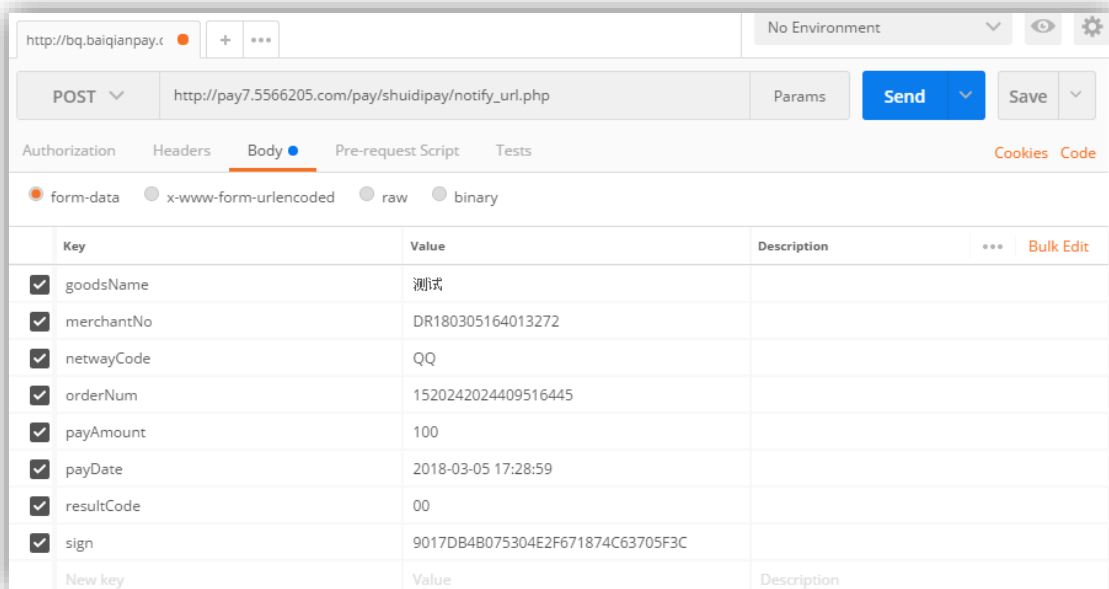 http://bq.baiqianpay.c
No Environment
POST http://pay7.5566205.com/pay/shuidipay/notify_url.php Params Send Save
Authorization Headers Body Pre-request Script Tests Cookies Code
form-data x-www-form-urlencoded raw binary
Key Value Description Bulk Edit
goodsName 测试
merchantNo DR180305164013272
netwayCode QQ
orderNum 1520242024409516445
payAmount 100
payDate 2018-03-05 17:28:59
resultCode 00
sign 9017DB4B075304E2F671874C63705F3C
New key Value Description